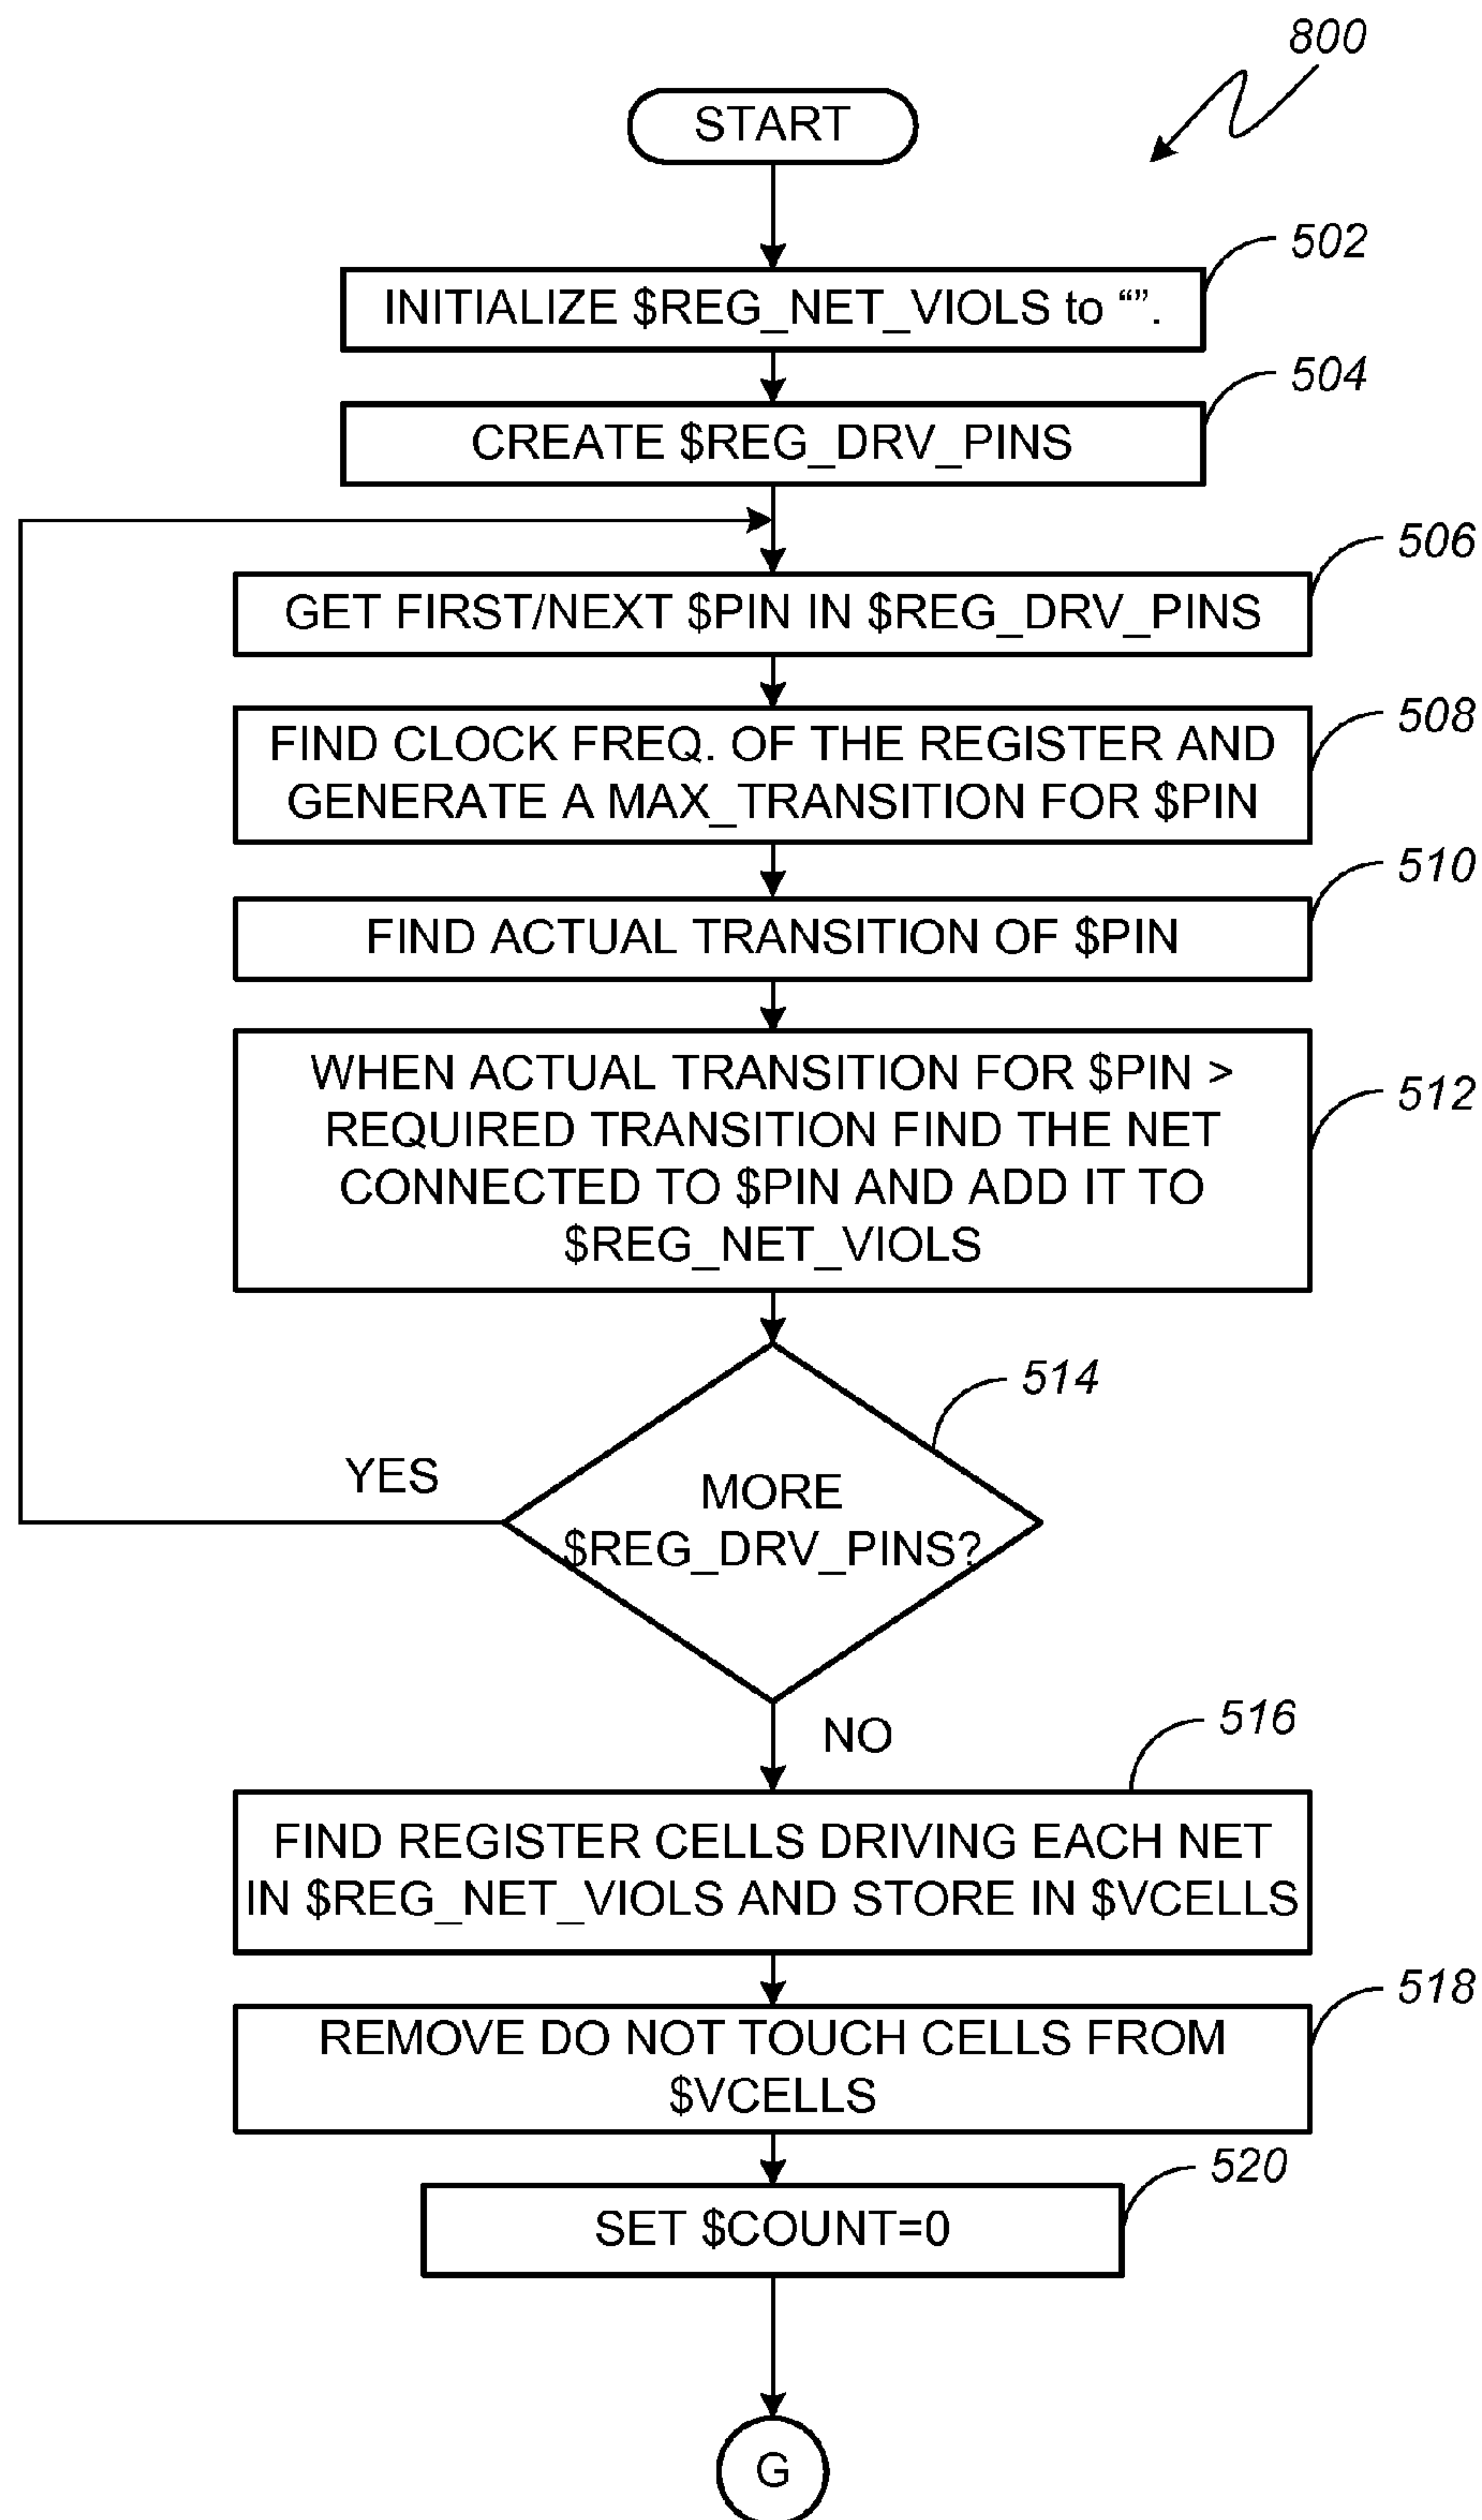 800
START
502
INITIALIZE $REG_NET_VIOLS to “”.
504
CREATE $REG_DRV_PINS
506
GET FIRST/NEXT $PIN IN $REG_DRV_PINS
508
FIND CLOCK FREQ. OF THE REGISTER AND
GENERATE A MAX_TRANSITION FOR $PIN
510
FIND ACTUAL TRANSITION OF $PIN
512
WHEN ACTUAL TRANSITION FOR $PIN >
REQUIRED TRANSITION FIND THE NET
CONNECTED TO $PIN AND ADD IT TO
$REG_NET_VIOLS
514
YES
MORE
$REG_DRV_PINS?
NO
516
FIND REGISTER CELLS DRIVING EACH NET
IN $REG_NET_VIOLS AND STORE IN $VCELLS
518
REMOVE DO NOT TOUCH CELLS FROM
$VCELLS
520
SET $COUNT=0
G